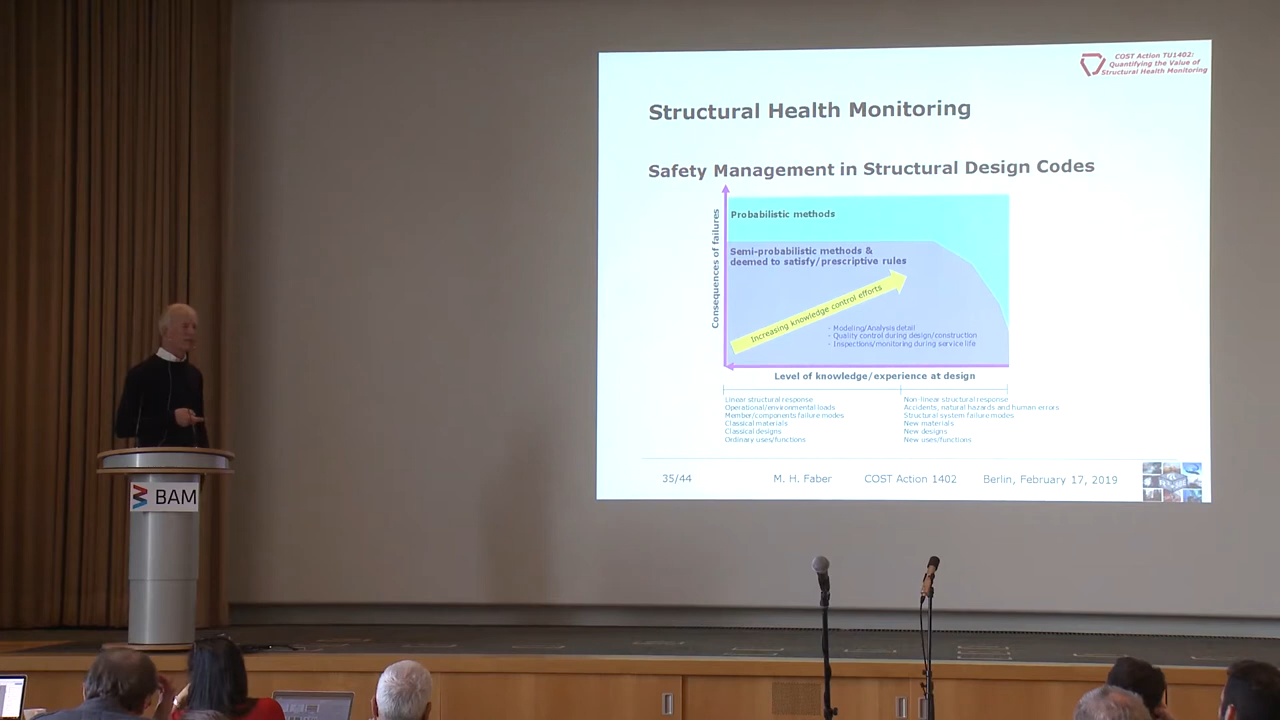 COST Action TU1402:
Quantifying the Value of
Structural Health Monitoring
Structural Health Monitoring
Safety Management in Structural Design Codes
Consequences of failures
Probabilistic methods
Semi-probabilistic methods &
deemed to satisfy/prescriptive rules
Increasing knowledge control efforts
- Modeling/Analysis detail
- Quality control during design/construction
- Inspections/monitoring during service life
Level of knowledge/experience at design
Linear structural response
Operational/environmental loads
Member/components failure modes
Classical materials
Classical designs
Ordinary uses/functions
Non-linear structural response
Accidents, natural hazards and human errors
Structural system failure modes
New materials
New designs
New uses/functions
35/44 M. H. Faber COST Action 1402 Berlin, February 17, 2019
BAM